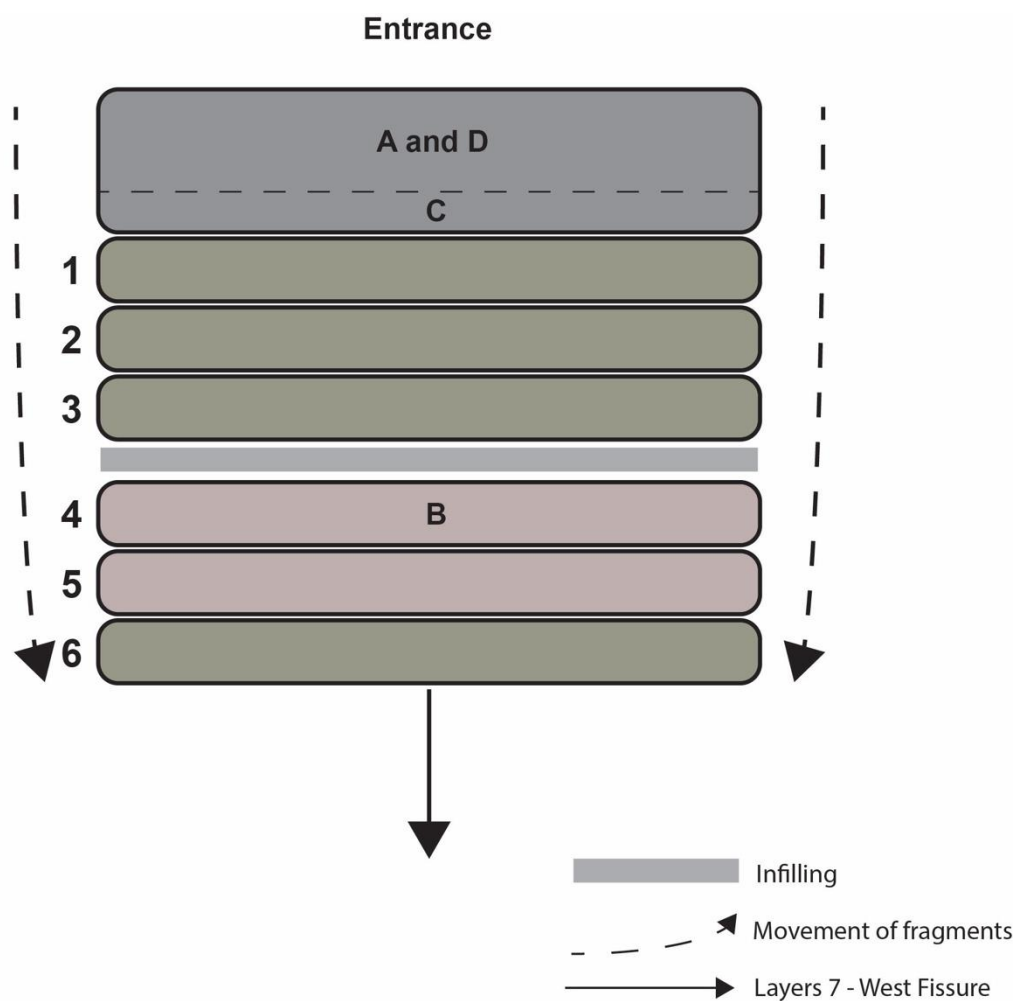 Entrance
A and D
C
1
2
3
4
B
5
6
Infilling
Movement of fragments
Layers 7 - West Fissure